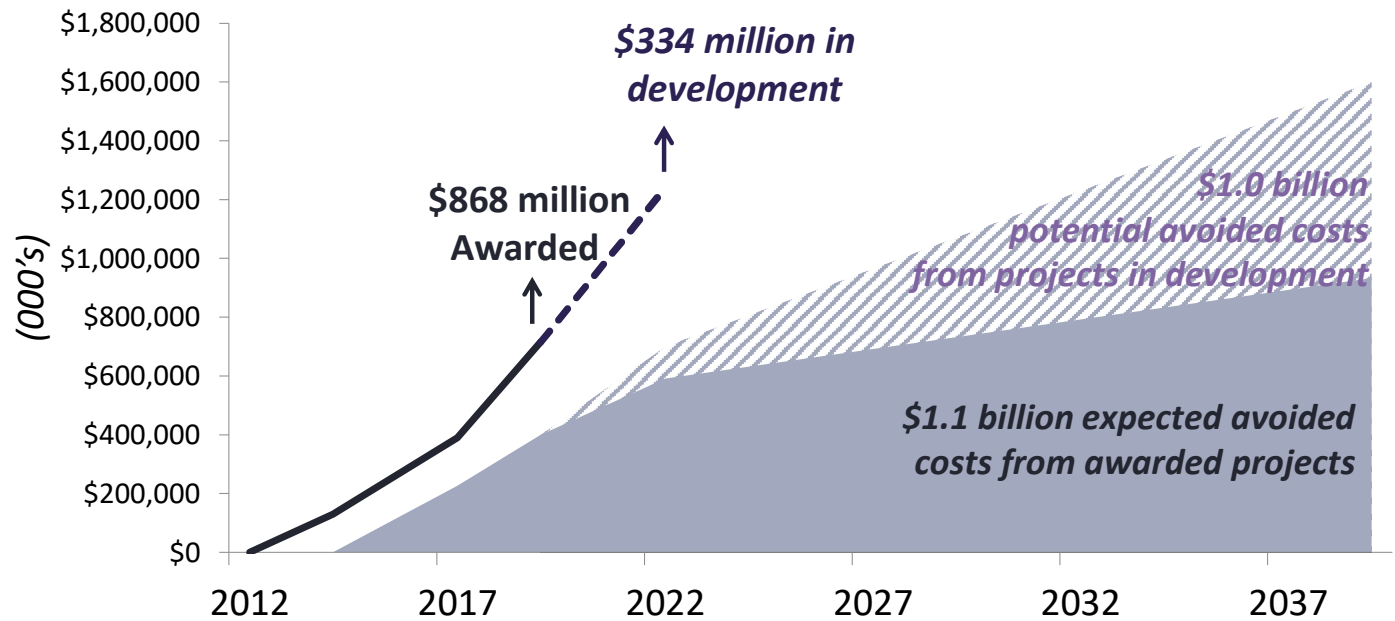 $1,800,000
$1,600,000
$1,400,000
$1,200,000
$1,000,000
$800,000
$600,000
$400,000
$200,000
$0
(000's)
$334 million in
development
$868 million
Awarded
$1.0 billion
potential avoided costs
from projects in development
$1.1 billion expected avoided
costs from awarded projects
2012 2017 2022 2027 2032 2037